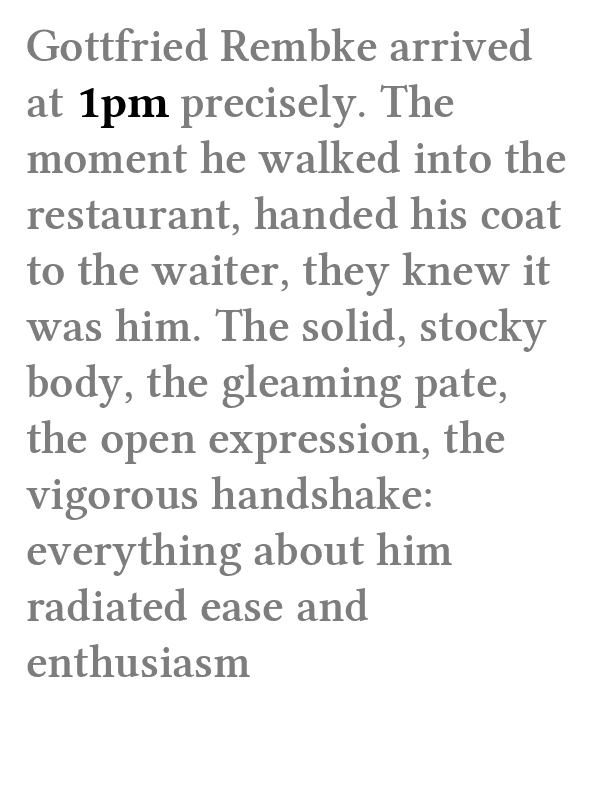 Gottfried Rembke arrived
at 1pm precisely. The
moment he walked into the
restaurant, handed his coat
to the waiter, they knew it
was him. The solid, stocky
body, the gleaming pate,
the open expression, the
vigorous handshake:
everything about him
radiated ease and
enthusiasm